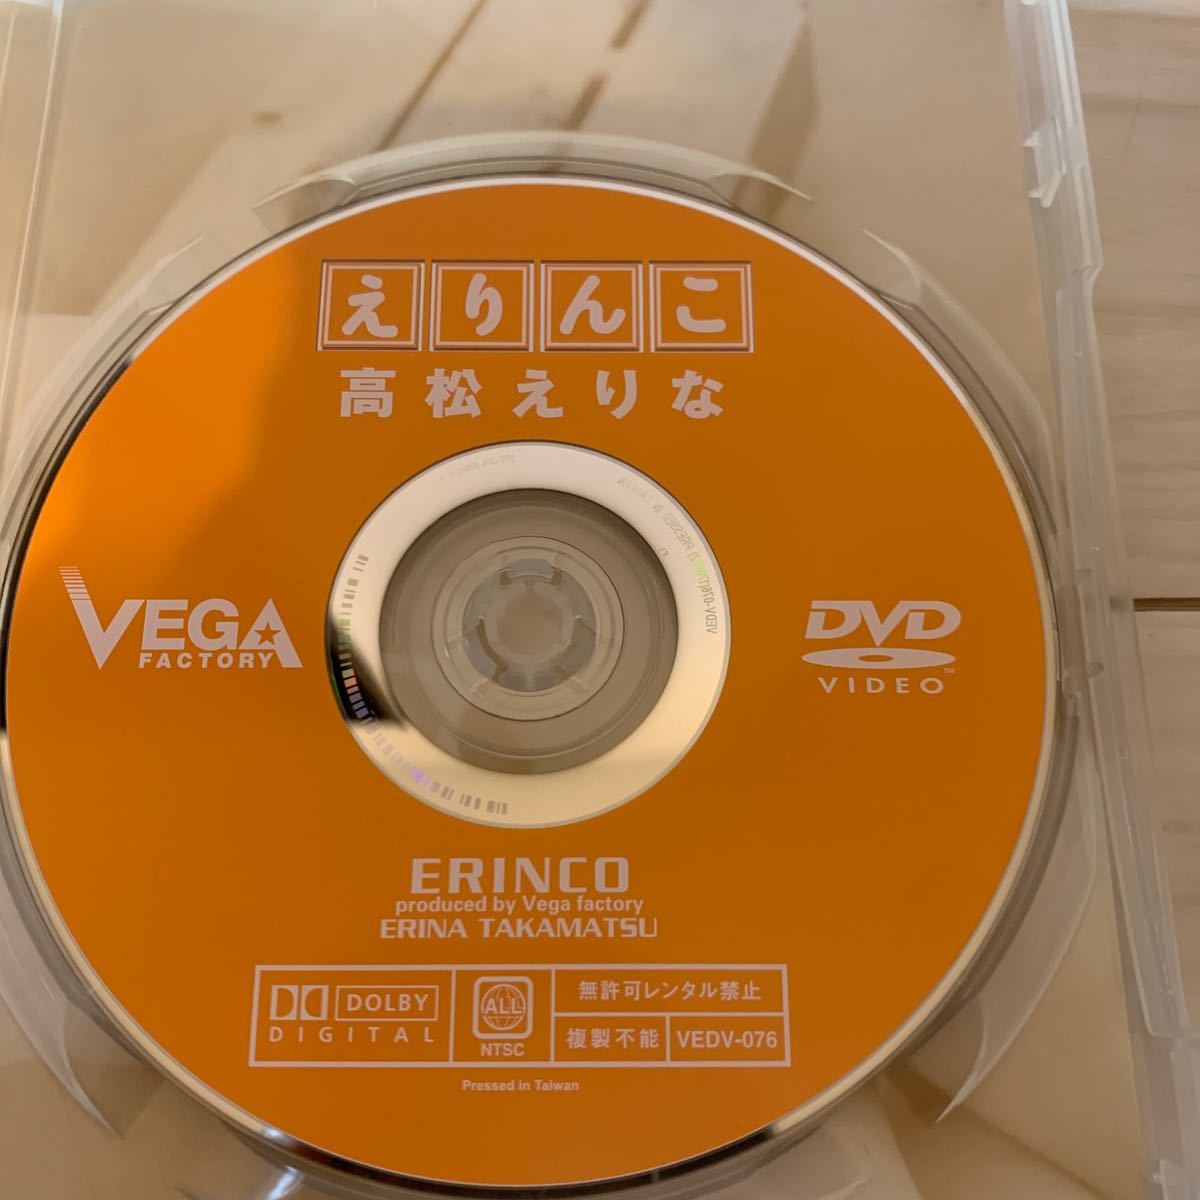 えりんこ
高松えりな
VEGA
FACTORY
DVD
VIDEO™
ERINCO
produced by Vega factory
ERINA TAKAMATSU
DOLBY
DIGITAL
ALL
NTSC
無許可レンタル禁止
複製不能
VEDV-076
Pressed in Taiwan